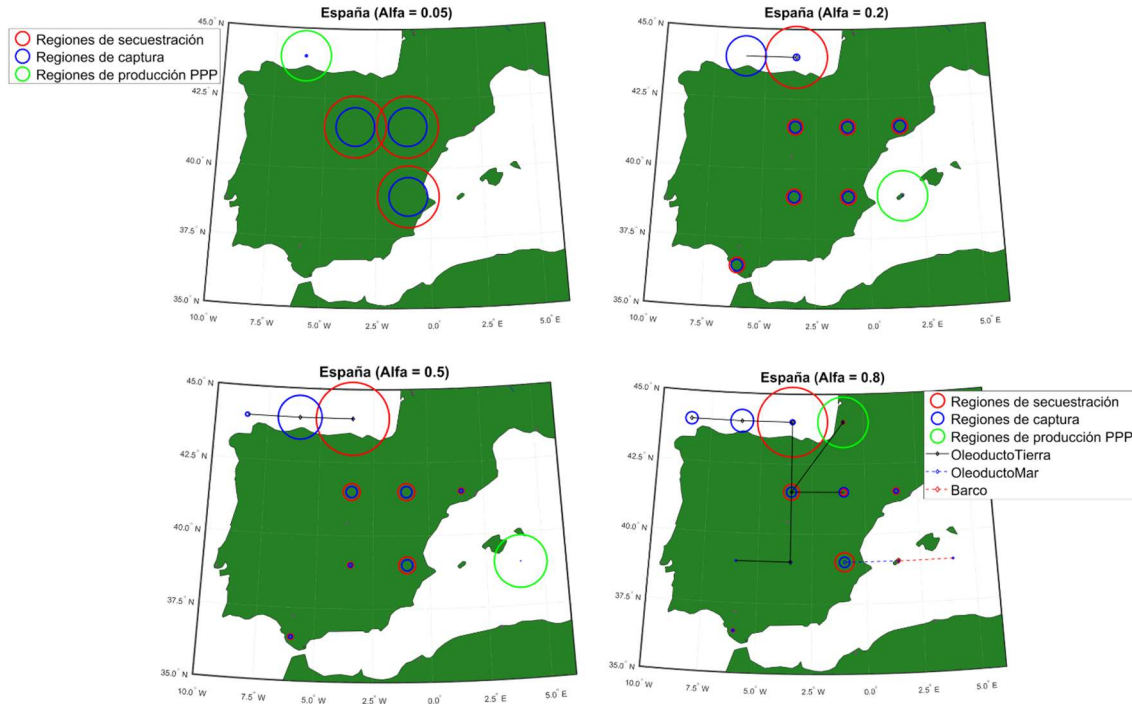 España (Alfa = 0.05)
Regiones de secuestración
Regiones de captura
Regiones de producción PPP
45.0° N
42.5° N
40.0° N
37.5° N
35.0° N
10.0° W
7.5° W
5.0° W
2.5° W
0.0°
2.5° E
5.0° E
España (Alfa = 0.2)
45.0° N
42.5° N
40.0° N
37.5° N
35.0° N
10.0° W
7.5° W
5.0° W
2.5° W
0.0°
2.5° E
5.0° E
España (Alfa = 0.5)
45.0° N
42.5° N
40.0° N
37.5° N
35.0° N
10.0° W
7.5° W
5.0° W
2.5° W
0.0°
2.5° E
5.0° E
España (Alfa = 0.8)
Regiones de secuestración
Regiones de captura
Regiones de producción PPP
OleoductoTierra
OleoductoMar
Barco
45.0° N
42.5° N
40.0° N
37.5° N
35.0° N
10.0° W
7.5° W
5.0° W
2.5° W
0.0°
2.5° E
5.0° E